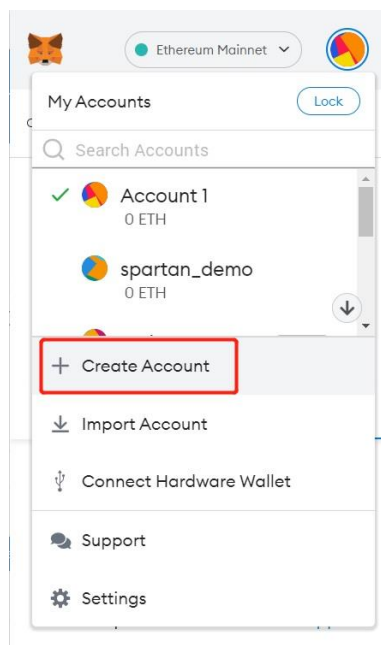 Ethereum Mainnet
My Accounts
Lock
Search Accounts
Account 1
0 ETH
spartan_demo
0 ETH
Create Account
Import Account
Connect Hardware Wallet
Support
Settings